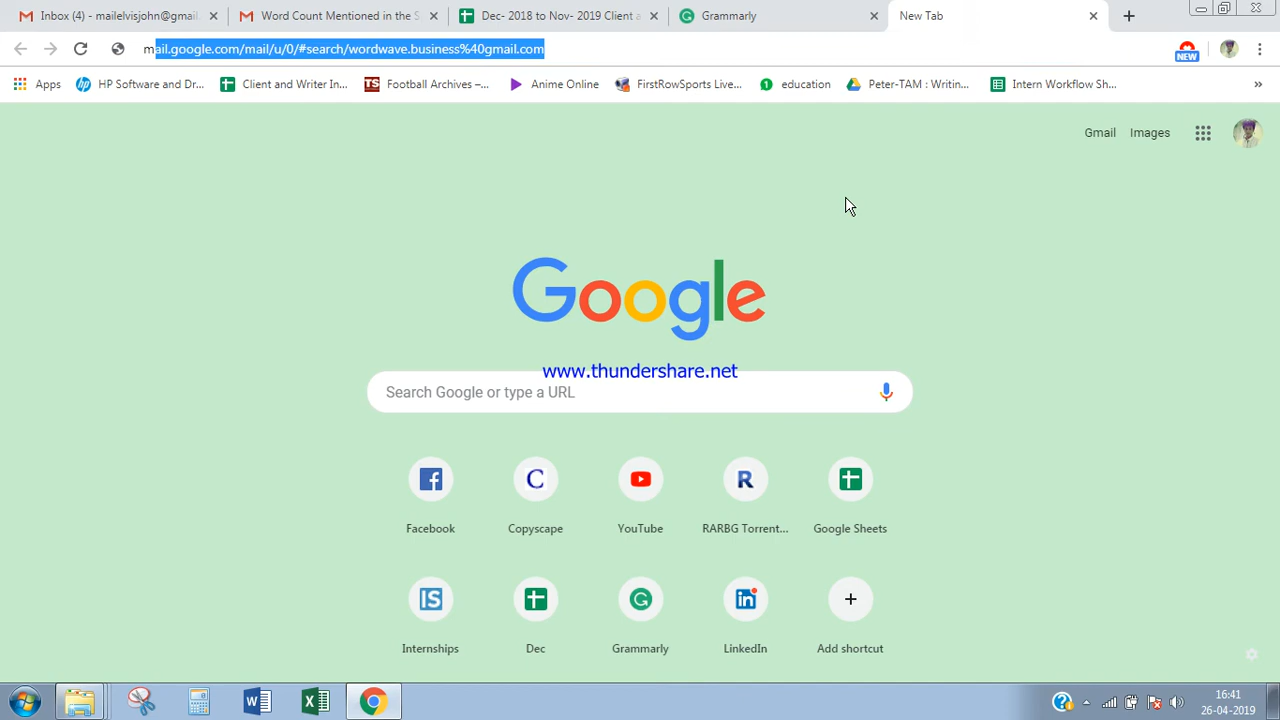 Inbox (4) - mailelvisjohn@gmail.
Word Count Mentioned in the S
Dec- 2018 to Nov- 2019 Client a
Grammarly
New Tab
mail.google.com/mail/u/0/#search/wordwave.business%40gmail.com
NEW
Apps
HP Software and Dr...
Client and Writer In...
Football Archives –...
Anime Online
FirstRowSports Live...
education
Peter-TAM : Writin...
Intern Workflow Sh...
»
Gmail
Images
Google
www.thundershare.net
Search Google or type a URL
Facebook
Copyscape
YouTube
RARBG Torrent...
Google Sheets
Internships
Dec
Grammarly
LinkedIn
Add shortcut
16:41
26-04-2019